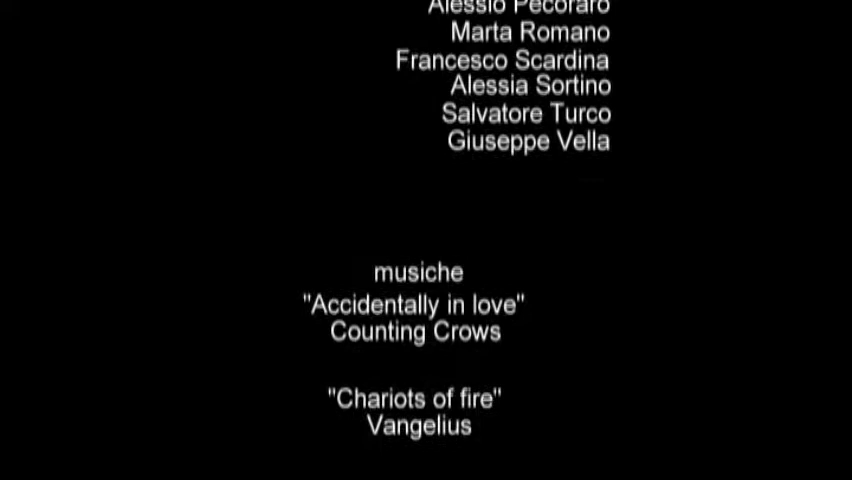 Alessio Pecoraro
Marta Romano
Francesco Scardina
Alessia Sortino
Salvatore Turco
Giuseppe Vella
musiche
"Accidentally in love"
Counting Crows
"Chariots of fire"
Vangelius